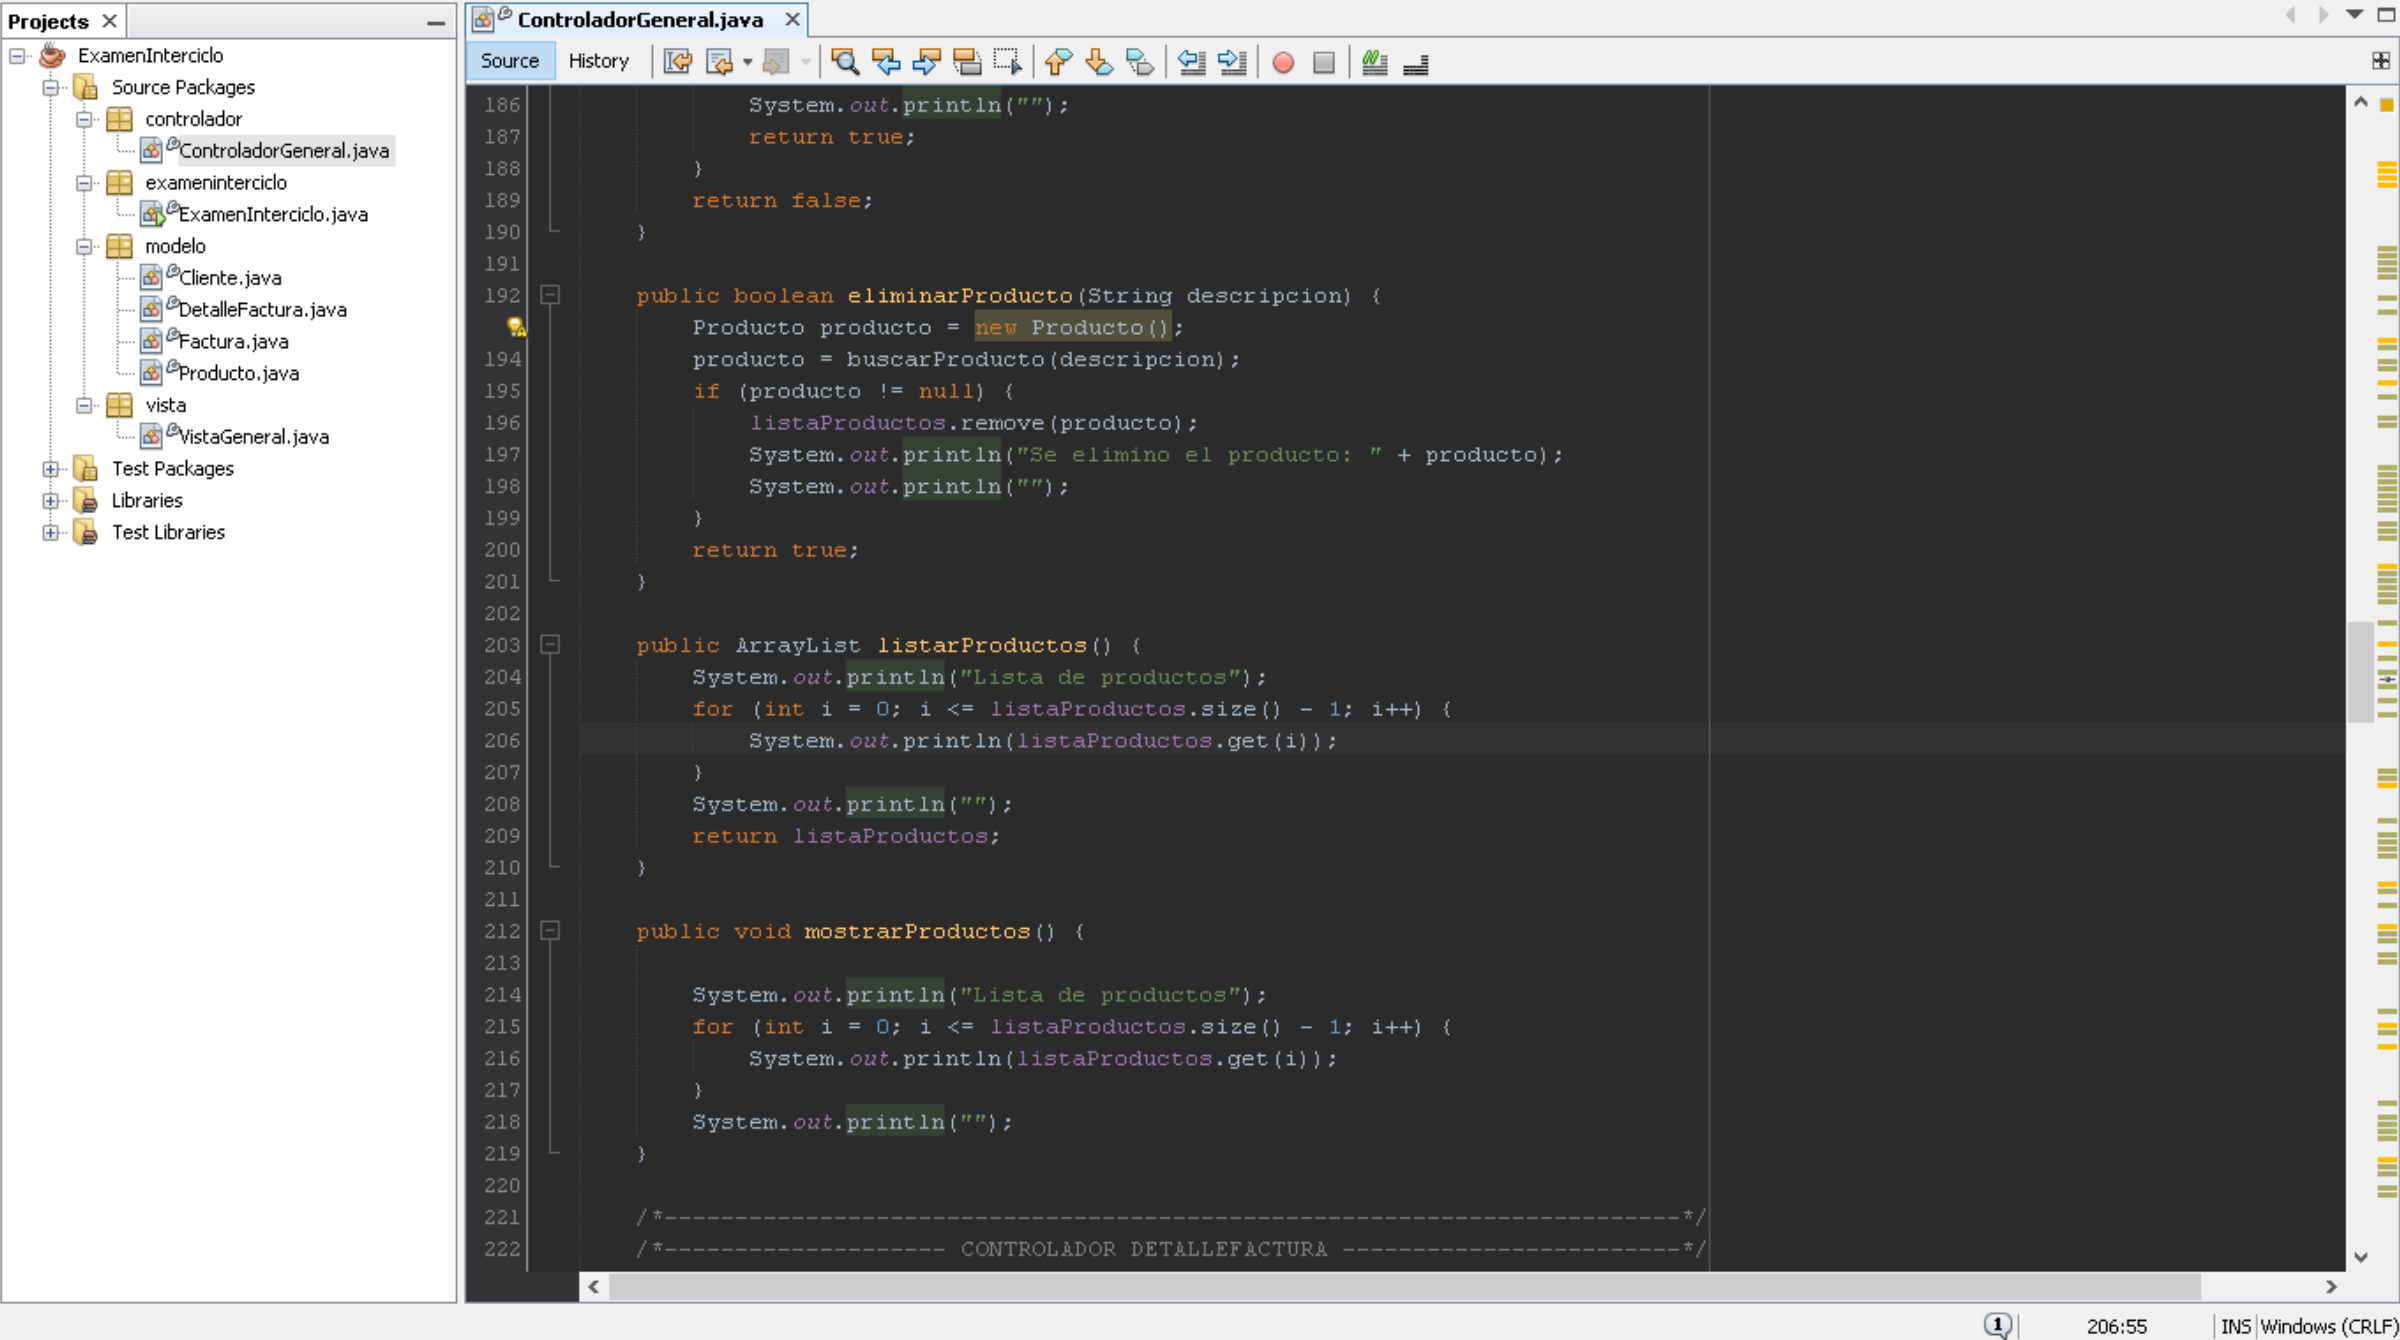 Projects
ExamenInterciclo
Source Packages
controlador
ControladorGeneral.java
exameninterciclo
ExamenInterciclo.java
modelo
Cliente.java
DetalleFactura.java
Factura.java
Producto.java
vista
VistaGeneral.java
Test Packages
Libraries
Test Libraries
ControladorGeneral.java
Source History
186 System.out.println("");
187 return true;
188 }
189 return false;
190 }
191
192 public boolean eliminarProducto(String descripcion) {
Producto producto = new Producto();
194 producto = buscarProducto(descripcion);
195 if (producto != null) {
196 listaProductos.remove(producto);
197 System.out.println("Se elimino el producto: " + producto);
198 System.out.println("");
199 }
200 return true;
201 }
202
203 public ArrayList listarProductos() {
204 System.out.println("Lista de productos");
205 for (int i = 0; i <= listaProductos.size() - 1; i++) {
206 System.out.println(listaProductos.get(i));
207 }
208 System.out.println("");
209 return listaProductos;
210 }
211
212 public void mostrarProductos() {
213
214 System.out.println("Lista de productos");
215 for (int i = 0; i <= listaProductos.size() - 1; i++) {
216 System.out.println(listaProductos.get(i));
217 }
218 System.out.println("");
219 }
220
221 /*------------------------------------------------------------------------*/
222 /*-------------------- CONTROLADOR DETALLEFACTURA ------------------------*/
1 206:55 INS Windows (CRLF)